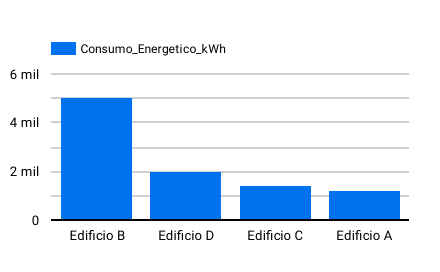 Consumo_Energetico_kWh
6 mil
4 mil
2 mil
0
Edificio B Edificio D Edificio C Edificio A